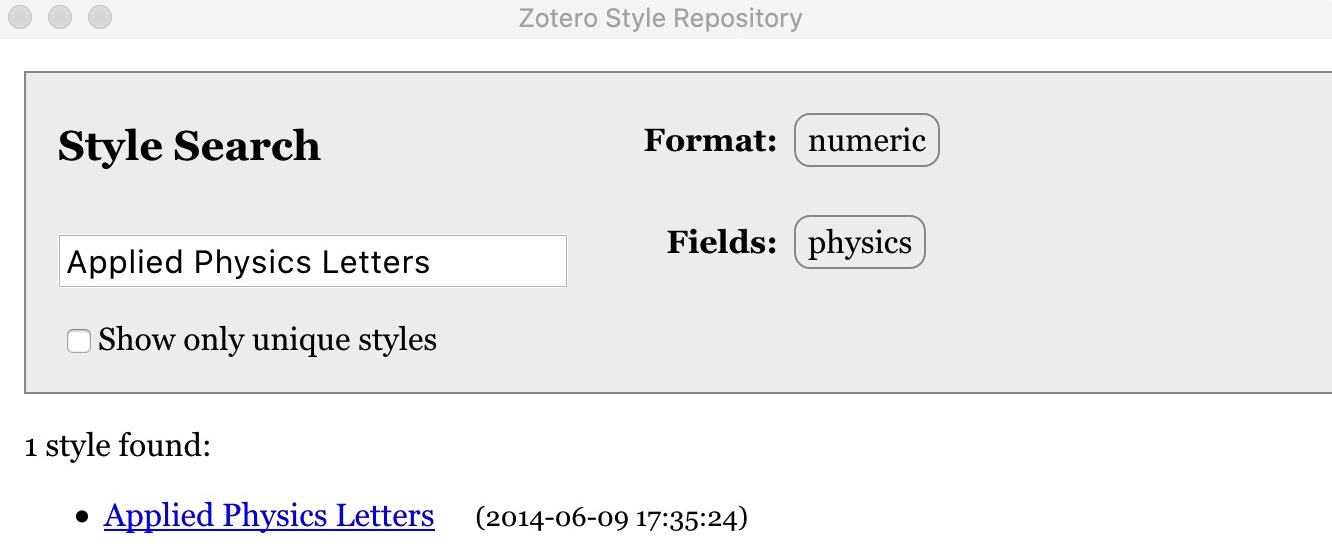 Zotero Style Repository
Style Search
Format: numeric
Fields: physics
Applied Physics Letters
Show only unique styles
1 style found:
• Applied Physics Letters (2014-06-09 17:35:24)